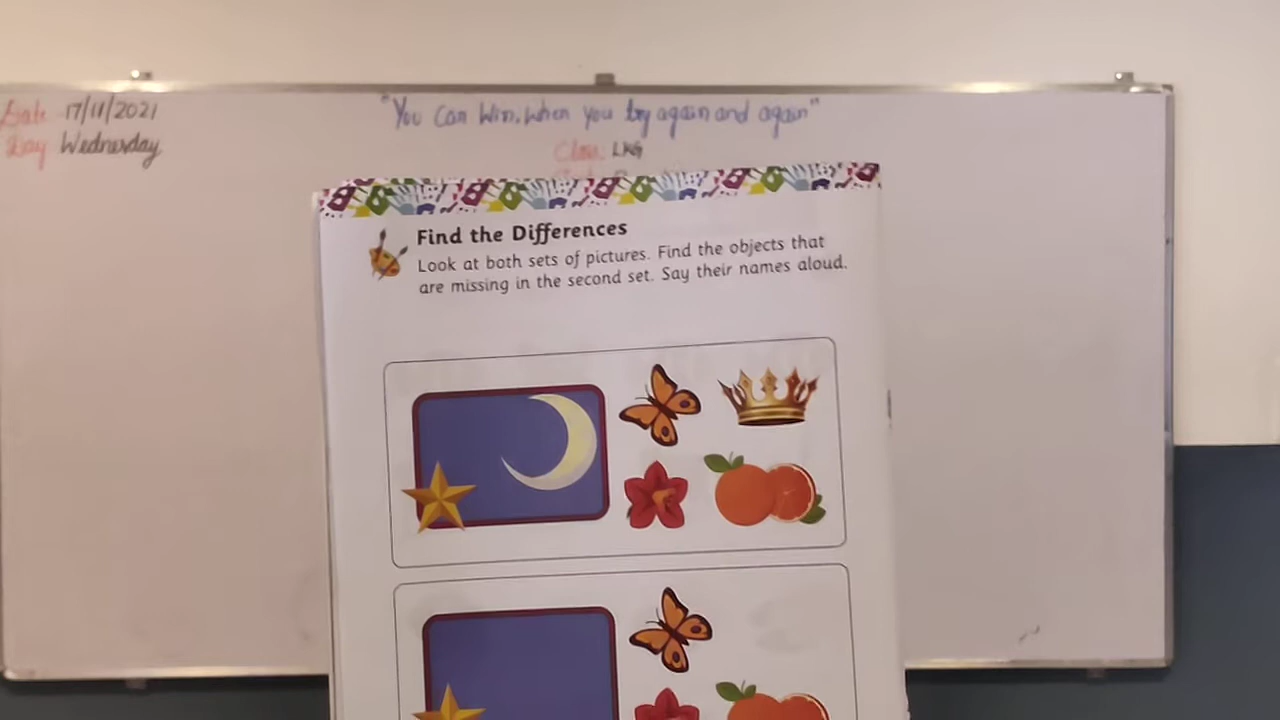 Date 17/11/2021
Day Wednesday
"You can Win, when you try again and again"
Class: LKG
Find the Differences
Look at both sets of pictures. Find the objects that
are missing in the second set. Say their names aloud.